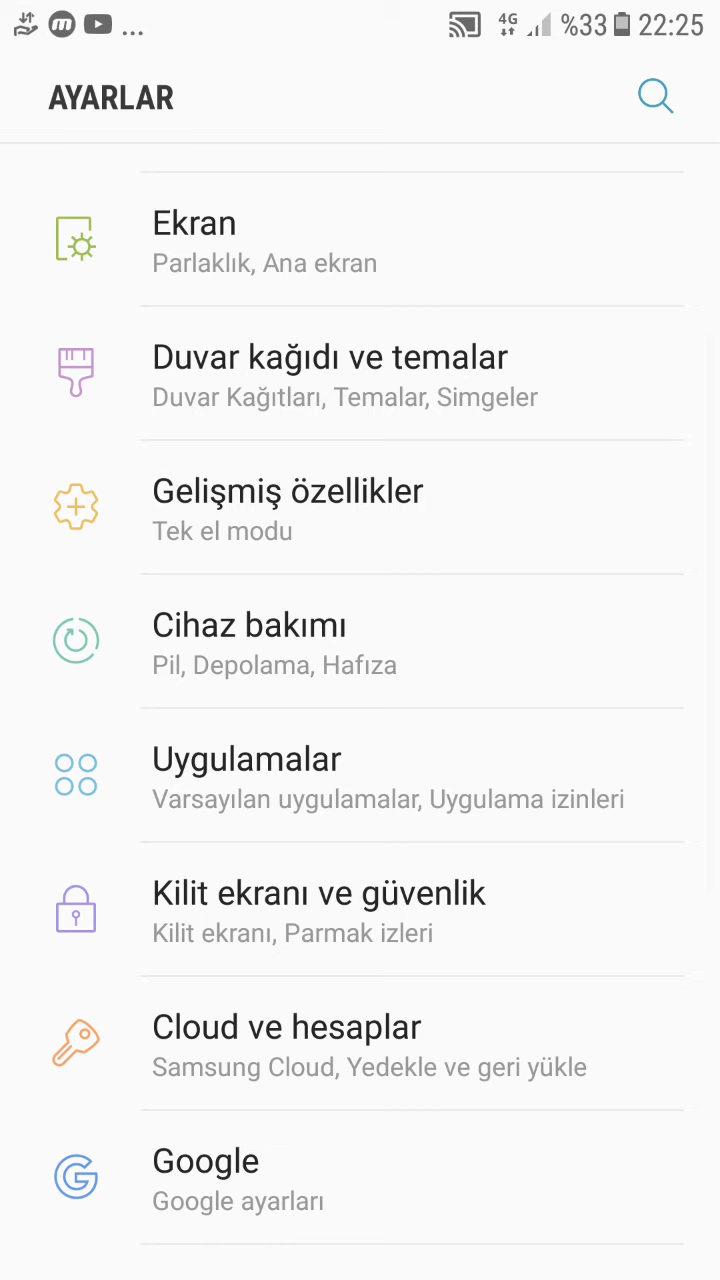 ... 4G %33 22:25
AYARLAR
Ekran
Parlaklık, Ana ekran
Duvar kağıdı ve temalar
Duvar Kağıtları, Temalar, Simgeler
Gelişmiş özellikler
Tek el modu
Cihaz bakımı
Pil, Depolama, Hafıza
Uygulamalar
Varsayılan uygulamalar, Uygulama izinleri
Kilit ekranı ve güvenlik
Kilit ekranı, Parmak izleri
Cloud ve hesaplar
Samsung Cloud, Yedekle ve geri yükle
Google
Google ayarları